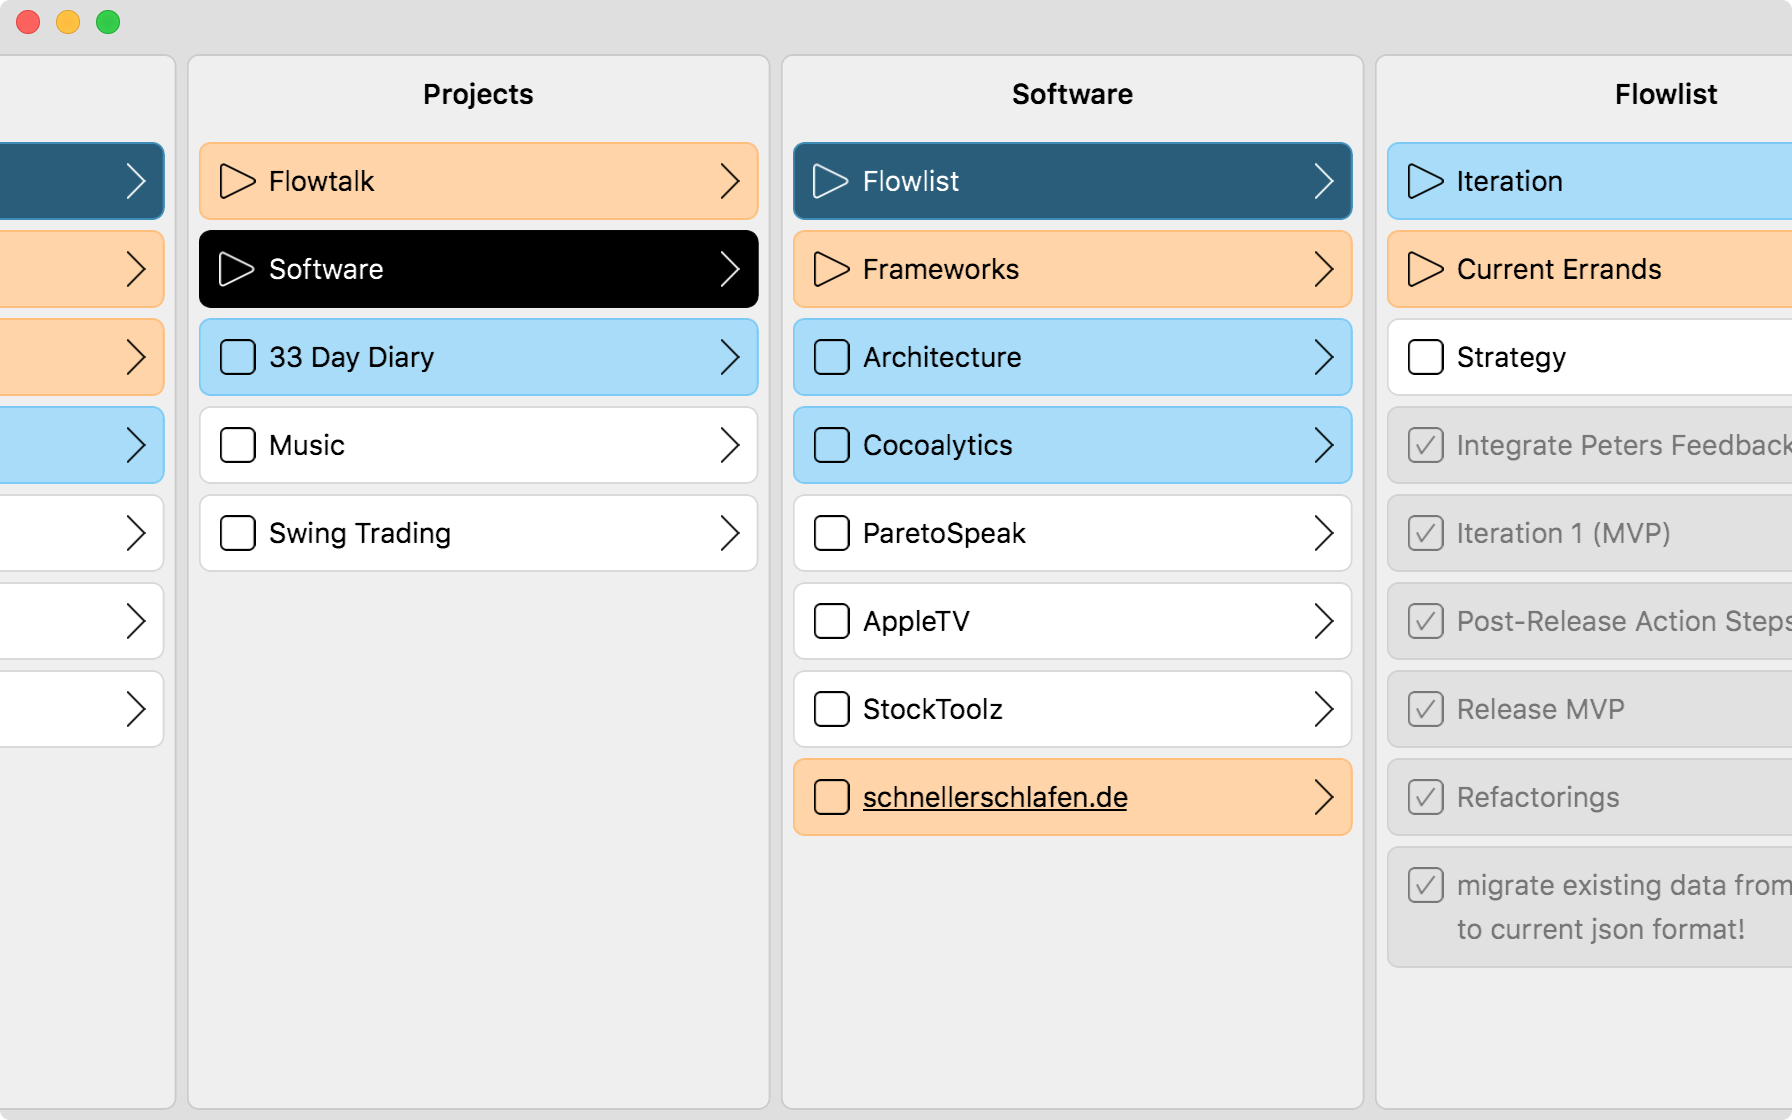 Projects
Flowtalk
Software
33 Day Diary
Music
Swing Trading
Software
Flowlist
Frameworks
Architecture
Cocoalytics
ParetoSpeak
AppleTV
StockToolz
schnellerschlafen.de
Flowlist
Iteration
Current Errands
Strategy
Integrate Peters Feedback
Iteration 1 (MVP)
Post-Release Action Steps
Release MVP
Refactorings
migrate existing data from
to current json format!